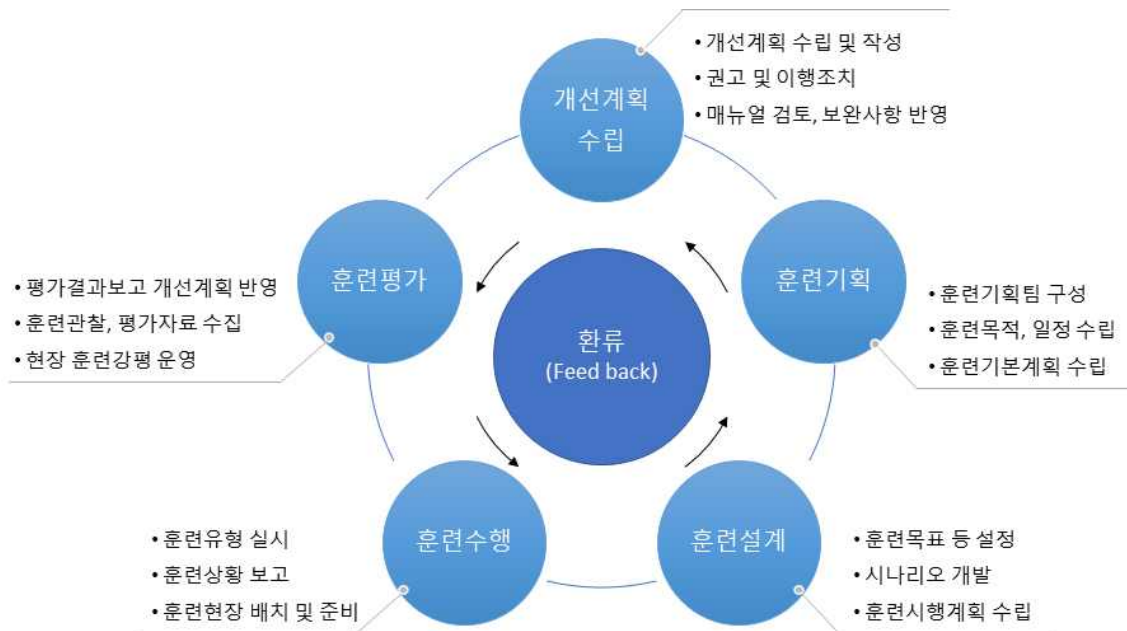 개선계획
수립
• 개선계획 수립 및 작성
• 권고 및 이행조치
• 매뉴얼 검토, 보완사항 반영
훈련평가
• 평가결과보고 개선계획 반영
• 훈련관찰, 평가자료 수집
• 현장 훈련강평 운영
환류
(Feed back)
훈련기획
• 훈련기획팀 구성
• 훈련목적, 일정 수립
• 훈련기본계획 수립
훈련수행
• 훈련유형 실시
• 훈련상황 보고
• 훈련현장 배치 및 준비
훈련설계
• 훈련목표 등 설정
• 시나리오 개발
• 훈련시행계획 수립